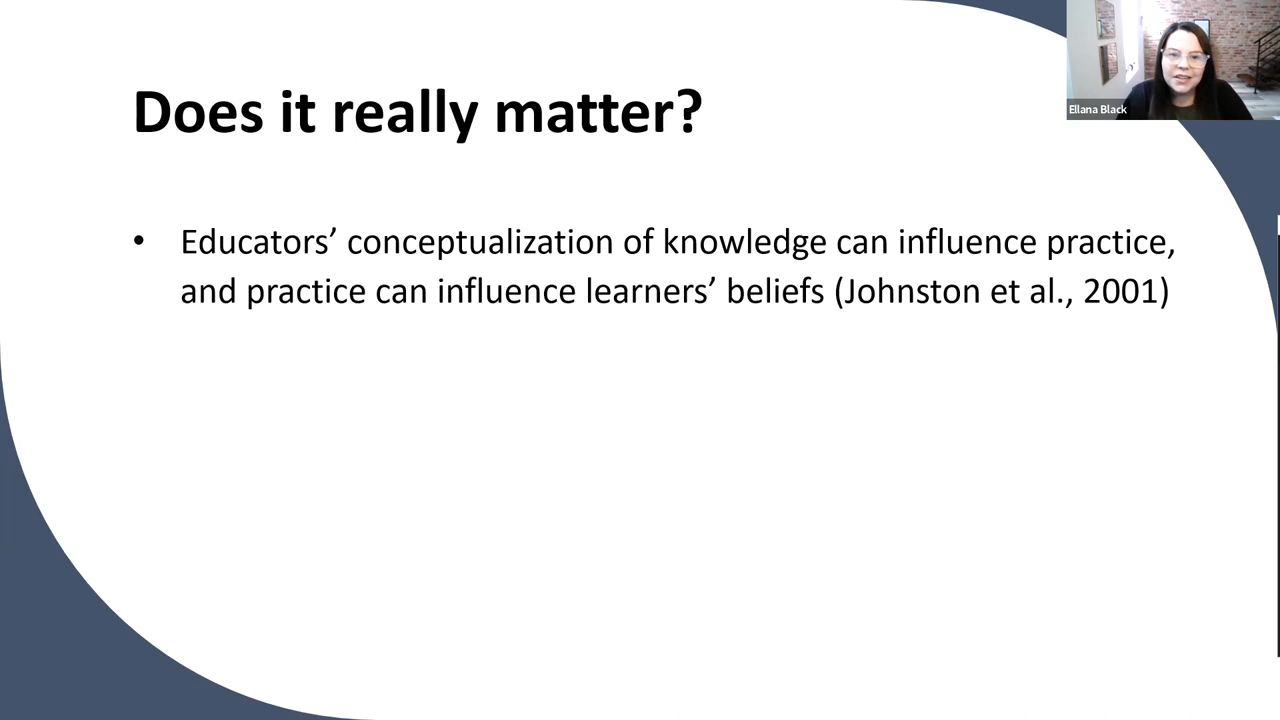 Does it really matter?
• Educators’ conceptualization of knowledge can influence practice,
and practice can influence learners’ beliefs (Johnston et al., 2001)
Ellana Black